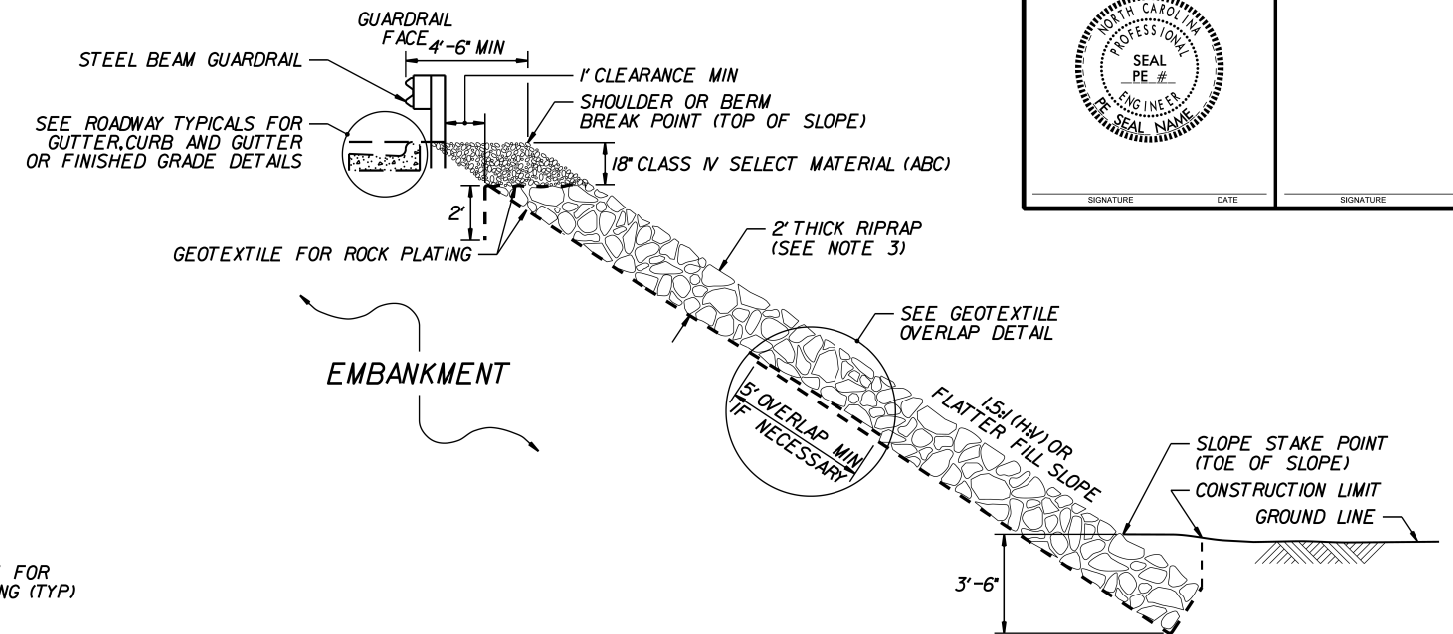 GUARDRAIL
FACE
4'-6" MIN
STEEL BEAM GUARDRAIL
1' CLEARANCE MIN
SHOULDER OR BERM
BREAK POINT (TOP OF SLOPE)
SEE ROADWAY TYPICALS FOR
GUTTER, CURB AND GUTTER
OR FINISHED GRADE DETAILS
18" CLASS IV SELECT MATERIAL (ABC)
2'
GEOTEXTILE FOR ROCK PLATING
2' THICK RIPRAP
(SEE NOTE 3)
SEE GEOTEXTILE
OVERLAP DETAIL
EMBANKMENT
5' OVERLAP MIN
IF NECESSARY
1.5:1 (H:V) OR
FLATTER FILL SLOPE
SLOPE STAKE POINT
(TOE OF SLOPE)
CONSTRUCTION LIMIT
GROUND LINE
3'-6"
FOR
NG (TYP)
NORTH CAROLINA
PROFESSIONAL
SEAL
PE #
ENGINEER
PE SEAL NAME
SIGNATURE DATE
SIGNATURE